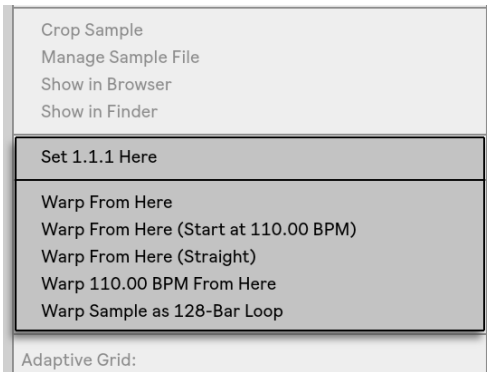 Crop Sample
Manage Sample File
Show in Browser
Show in Finder
Set 1.1.1 Here
Warp From Here
Warp From Here (Start at 110.00 BPM)
Warp From Here (Straight)
Warp 110.00 BPM From Here
Warp Sample as 128-Bar Loop
Adaptive Grid: